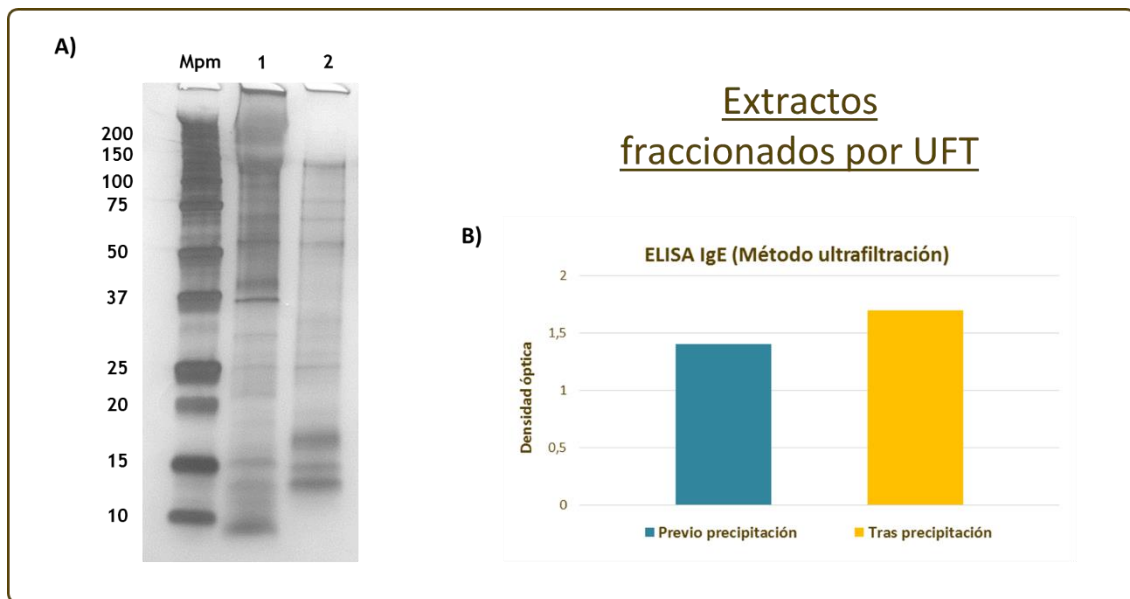 A)
Mpm 1 2
200
150
100
75
50
37
25
20
15
10
Extractos
fraccionados por UFT
B)
ELISA IgE (Método ultrafiltración)
Densidad óptica
2
1,5
1
0,5
0
Previo precipitación Tras precipitación